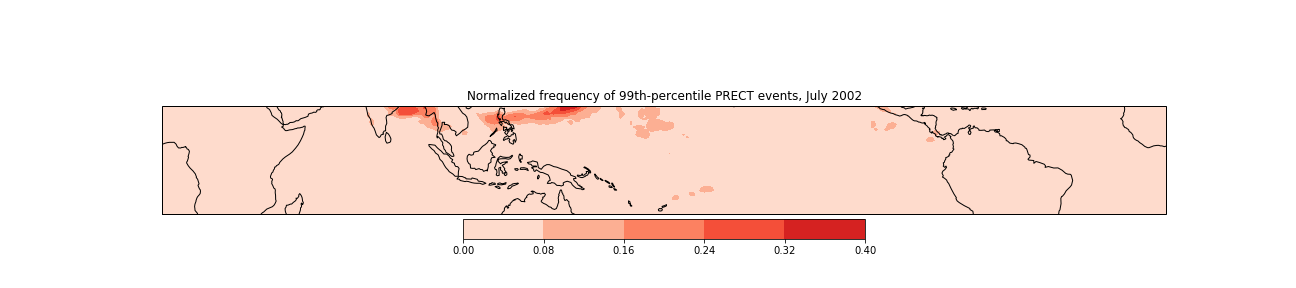 Normalized frequency of 99th-percentile PRECT events, July 2002
0.00 0.08 0.16 0.24 0.32 0.40